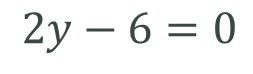 2y − 6 = 0